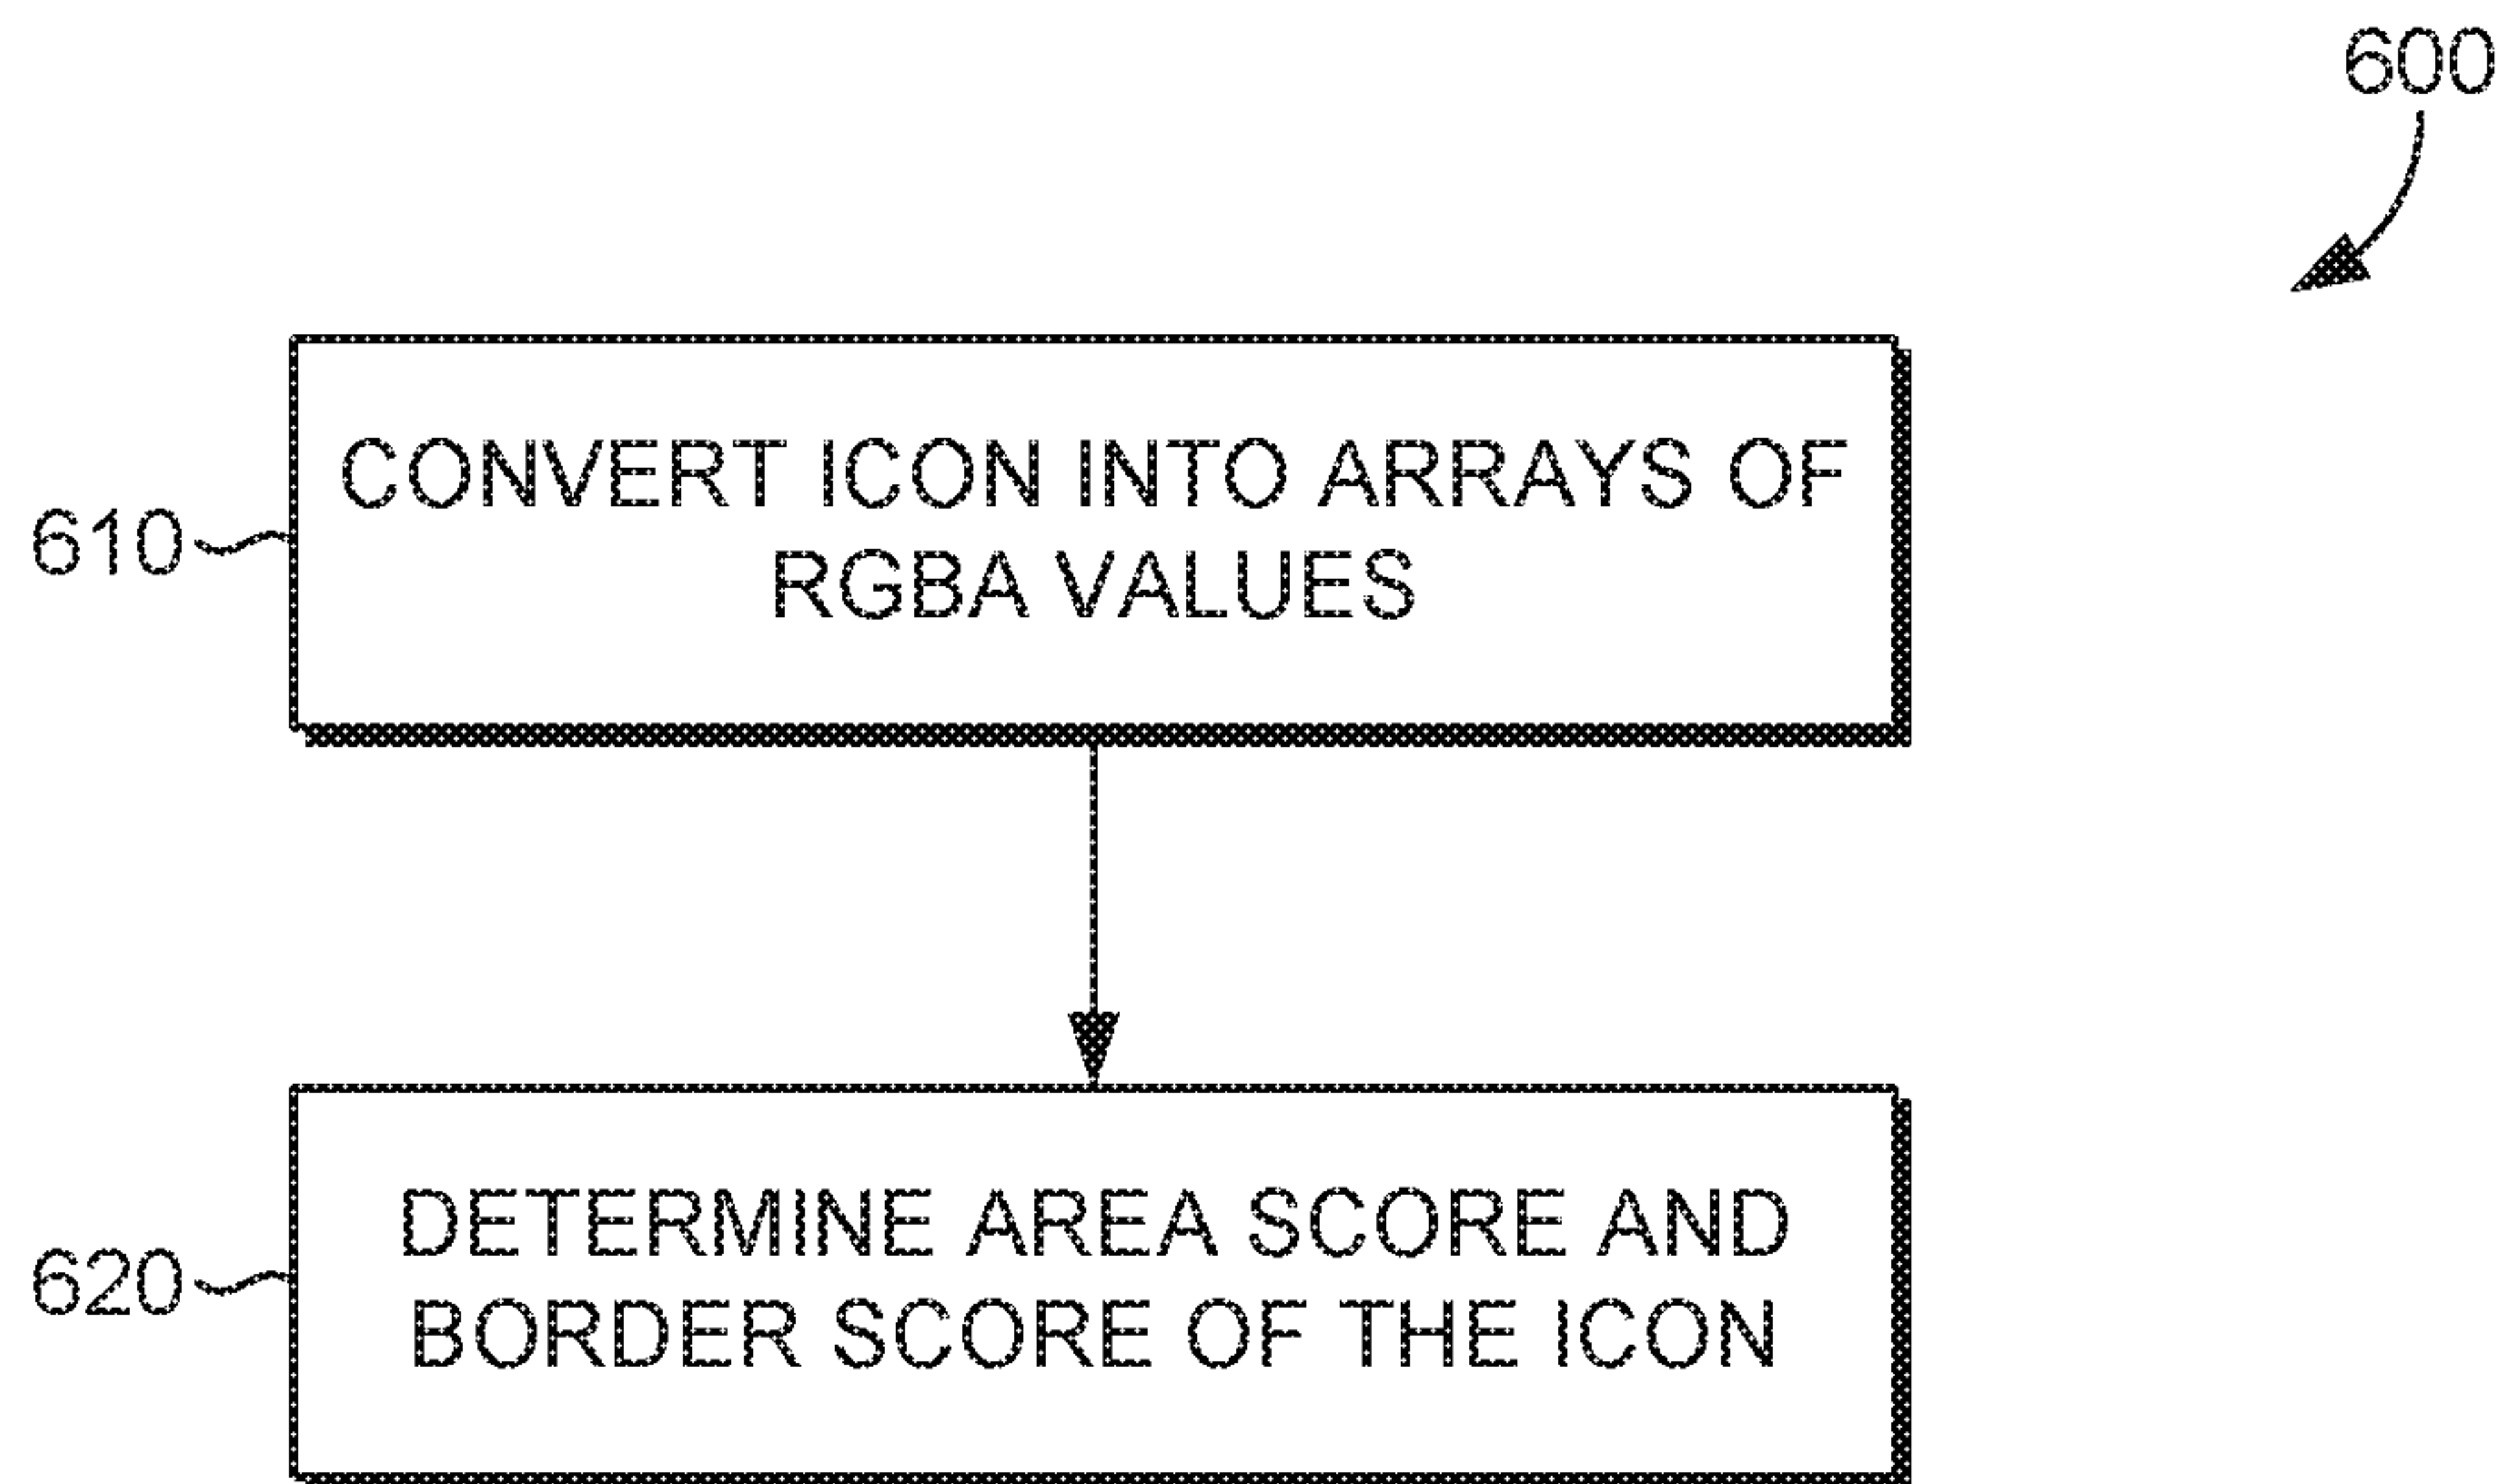 600
CONVERT ICON INTO ARRAYS OF
RGBA VALUES
610
DETERMINE AREA SCORE AND
BORDER SCORE OF THE ICON
620